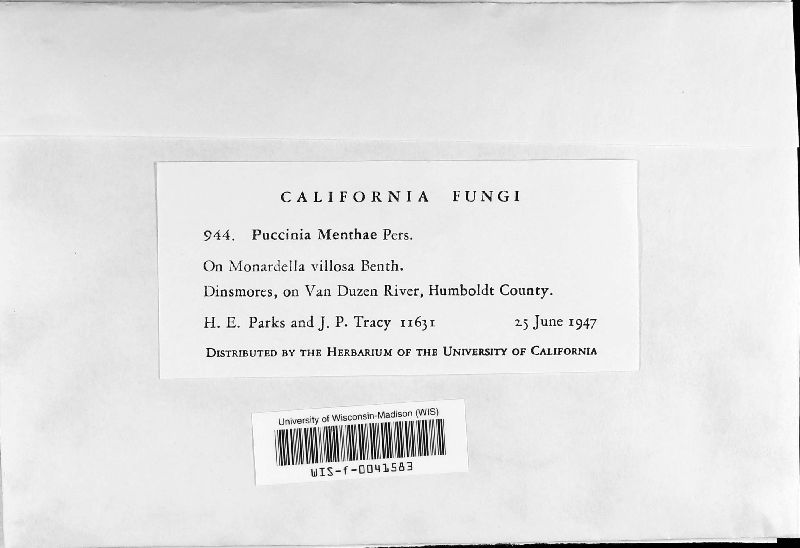 CALIFORNIA FUNGI
944. Puccinia Menthae Pers.
On Monardella villosa Benth.
Dinsmores, on Van Duzen River, Humboldt County.
H. E. Parks and J. P. Tracy 11631 25 June 1947
Distributed by the Herbarium of the University of California
University of Wisconsin-Madison (WIS)
WIS-f-0041583